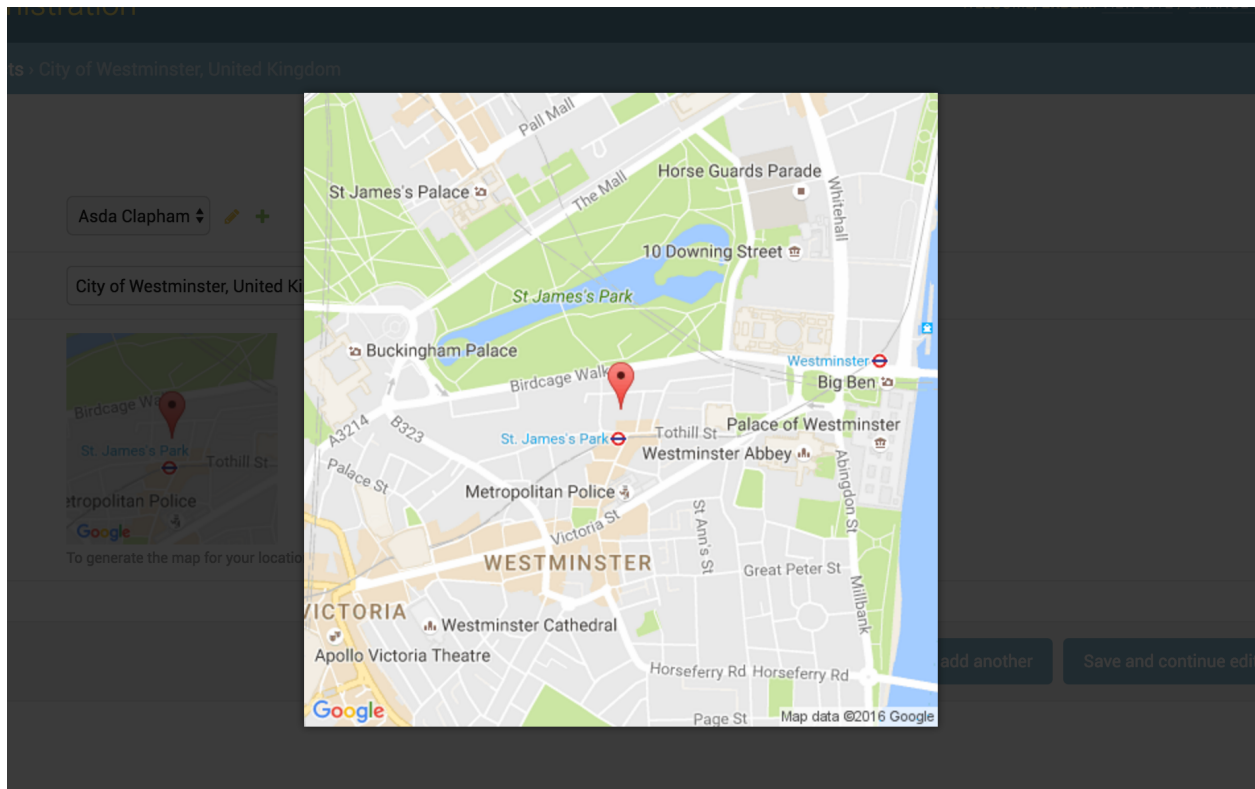 ts › City of Westminster, United Kingdom
Pall Mall
St James's Palace
The Mall
Horse Guards Parade
Whitehall
Asda Clapham
10 Downing Street
City of Westminster, United Ki
St James's Park
Buckingham Palace
Westminster
Birdcage Walk
Big Ben
A3214
B323
St. James's Park
Tothill St
Palace of Westminster
Westminster Abbey
Palace St
Metropolitan Police
Abingdon St
St Ann's St
Victoria St
WESTMINSTER
Great Peter St
Millbank
VICTORIA
Westminster Cathedral
Apollo Victoria Theatre
Horseferry Rd Horseferry Rd
Google
Page St
Map data ©2016 Google
Birdcage Wa
St. James's Park
Tothill St
etropolitan Police
Google
To generate the map for your locatio
add another
Save and continue edi